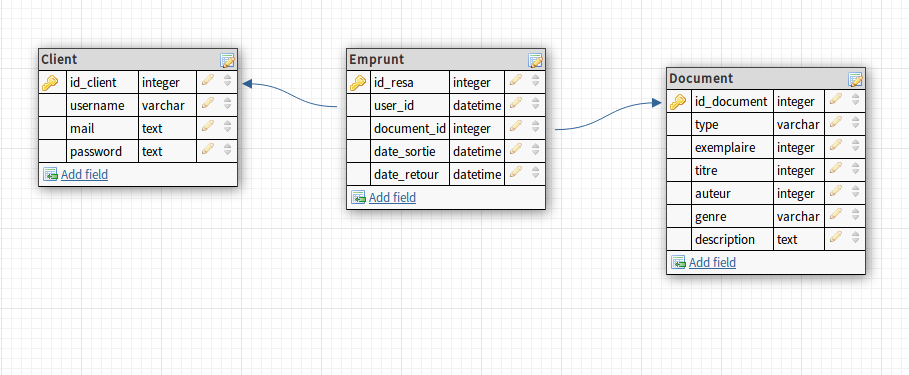 Client
id_client integer
username varchar
mail text
password text
Add field
Emprunt
id_resa integer
user_id datetime
document_id integer
date_sortie datetime
date_retour datetime
Add field
Document
id_document integer
type varchar
exemplaire integer
titre integer
auteur integer
genre varchar
description text
Add field